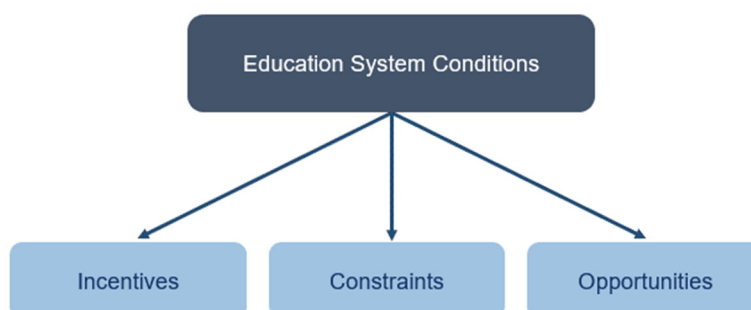 Education System Conditions
Incentives
Constraints
Opportunities